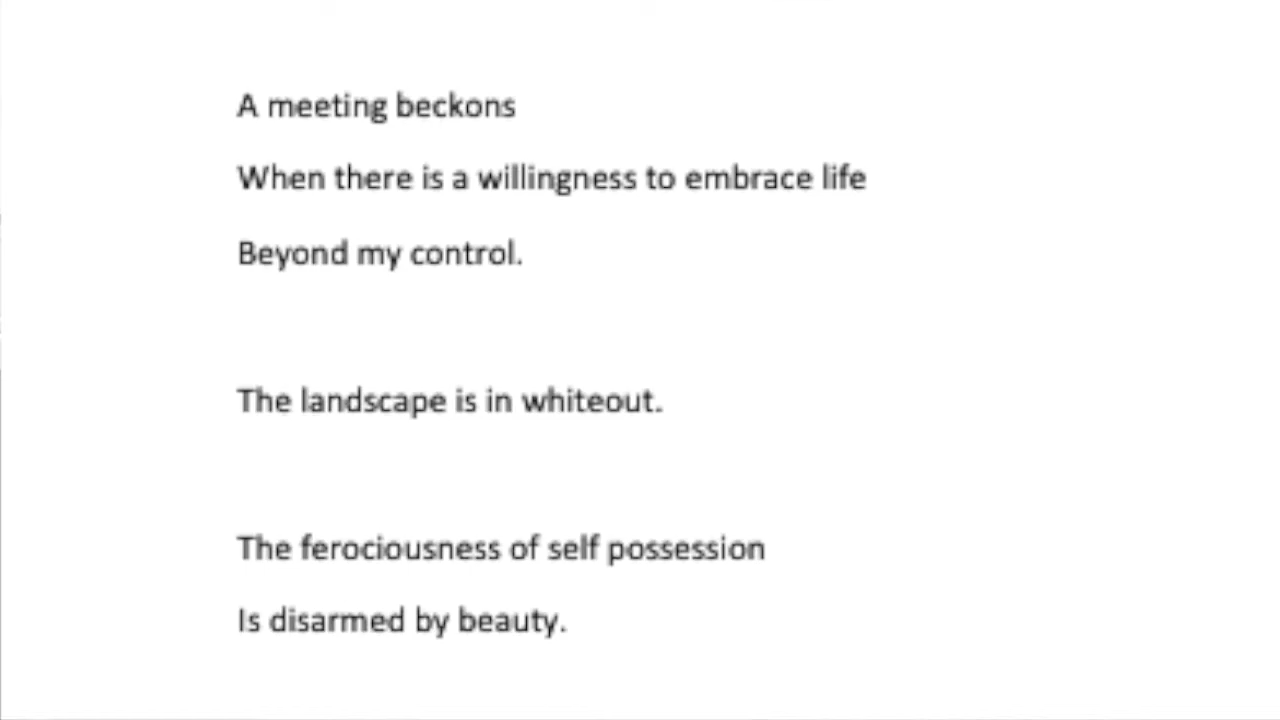 A meeting beckons
When there is a willingness to embrace life
Beyond my control.
The landscape is in whiteout.
The ferociousness of self possession
Is disarmed by beauty.